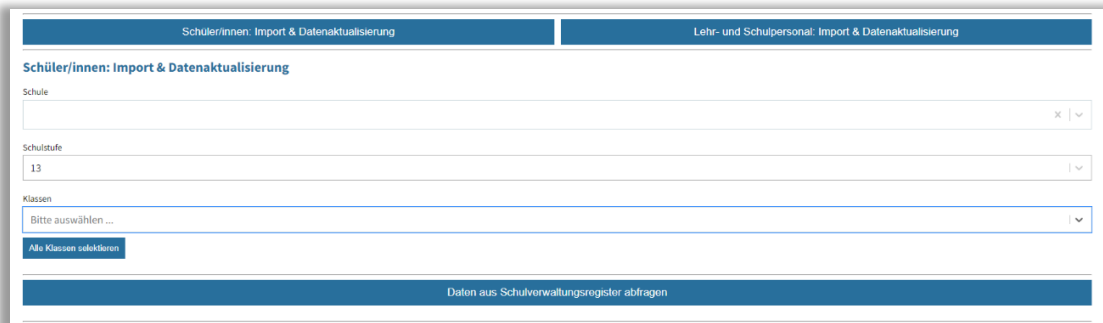 Schüler/innen: Import & Datenaktualisierung
Lehr- und Schulpersonal: Import & Datenaktualisierung
Schüler/innen: Import & Datenaktualisierung
Schule
Schulstufe
13
Klassen
Bitte auswählen ...
Alle Klassen selektieren
Daten aus Schulverwaltungsregister abfragen